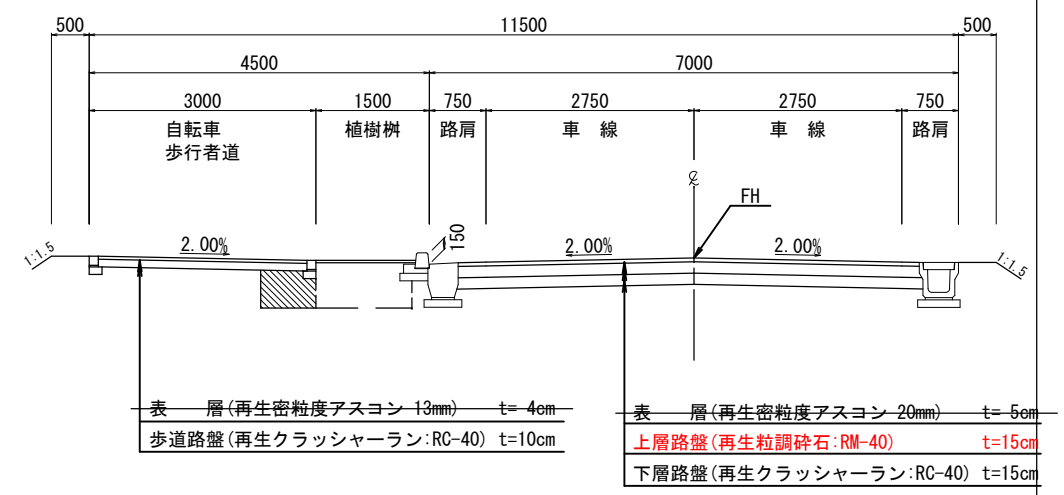 500 11500 500
4500 7000
3000 1500 750 2750 2750 750
自転車 植樹桝 路肩 車 線 車 線 路肩
歩行者道
℄
FH
150
1:1.5 2.00% 2.00% 2.00% 1:1.5
表 層(再生密粒度アスコン 13mm) t= 4cm
歩道路盤(再生クラッシャーラン:RC-40) t=10cm
表 層(再生密粒度アスコン 20mm) t= 5cm
上層路盤(再生粒調砕石:RM-40) t=15cm
下層路盤(再生クラッシャーラン:RC-40) t=15cm